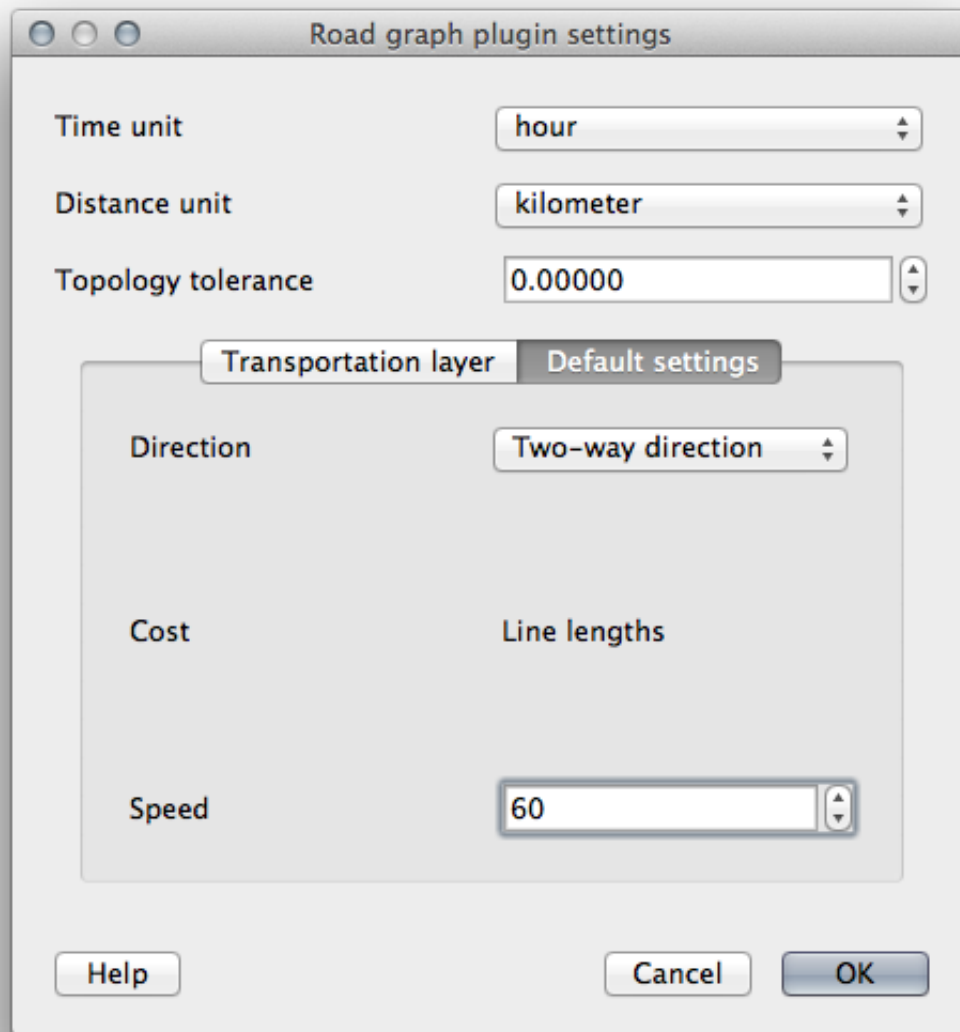 Road graph plugin settings
Time unit hour
Distance unit kilometer
Topology tolerance 0.00000
Transportation layer Default settings
Direction Two-way direction
Cost Line lengths
Speed 60
Help Cancel OK